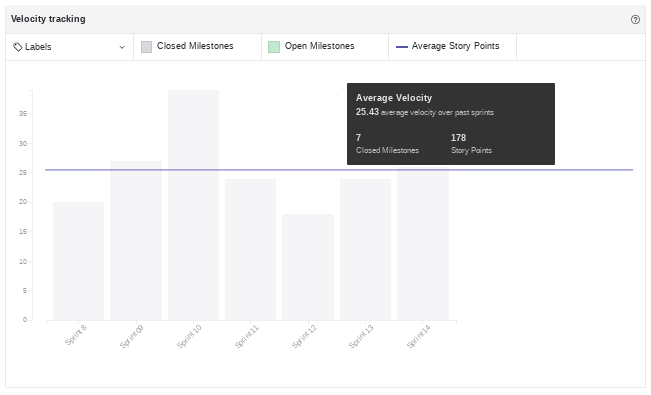 Velocity tracking
Labels
Closed Milestones
Open Milestones
Average Story Points
Average Velocity
25.43 average velocity over past sprints
7
178
Closed Milestones
Story Points
35
30
25
20
15
10
5
0
Sprint 8
Sprint 09
Sprint 10
Sprint 11
Sprint 12
Sprint 13
Sprint 14